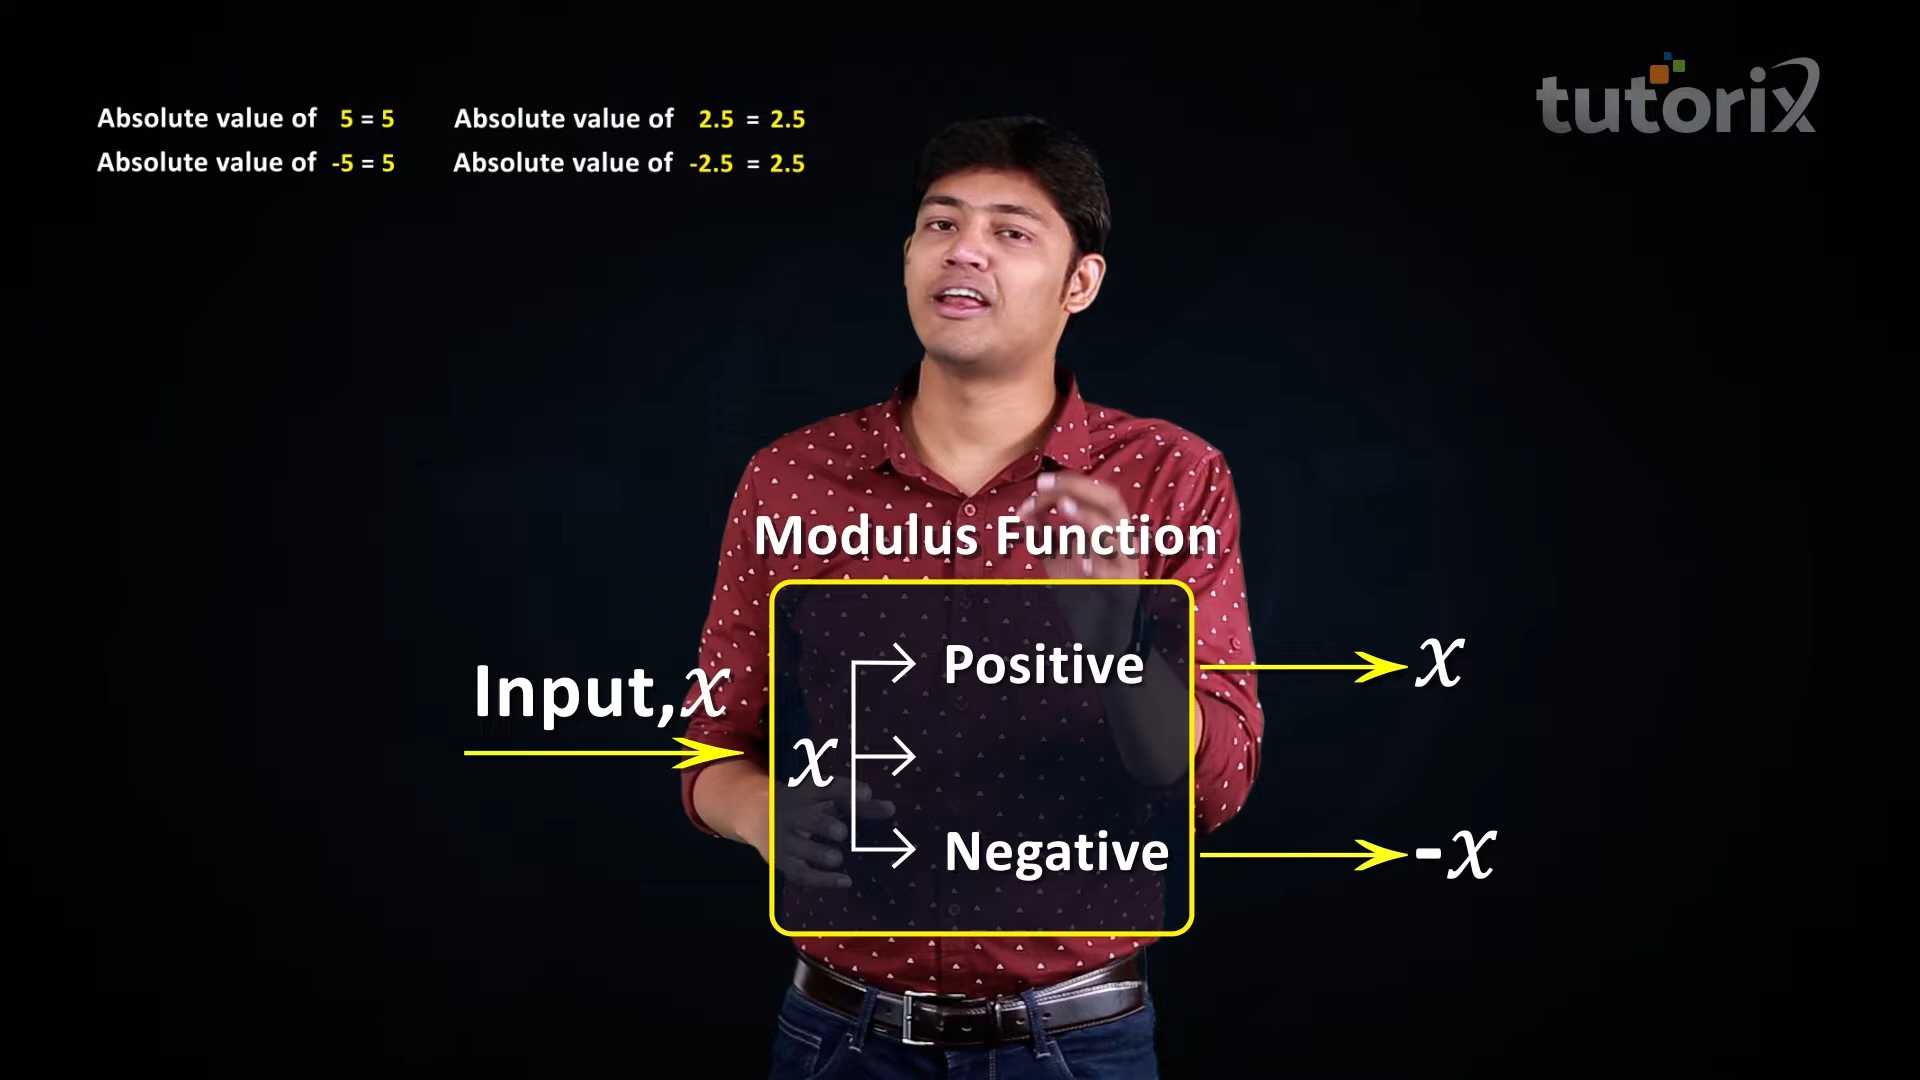 Absolute value of 5 = 5
Absolute value of -5 = 5
Absolute value of 2.5 = 2.5
Absolute value of -2.5 = 2.5
tutorix
Modulus Function
Input,x
x
Positive
x
Negative
-x